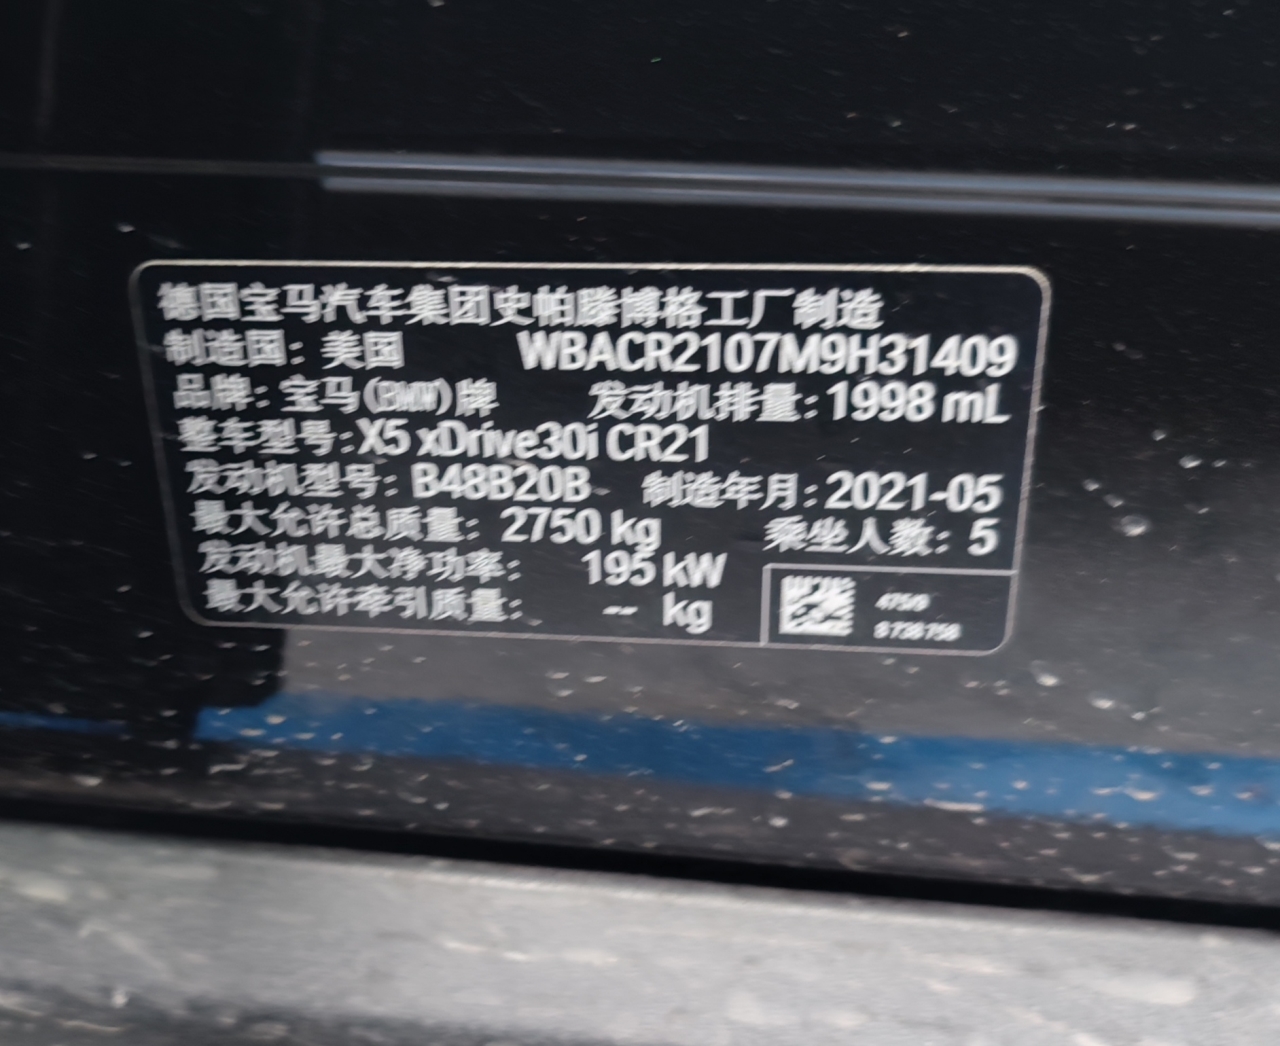 德国宝马汽车集团史帕滕博格工厂制造
制造国：美国 WBACR2107M9H31409
品牌：宝马(BMW)牌 发动机排量：1998 mL
整车型号：X5 xDrive30i CR21
发动机型号：B48B20B 制造年月：2021-05
最大允许总质量：2750 kg 乘坐人数：5
发动机最大净功率：195 kW
最大允许牵引质量：-- kg